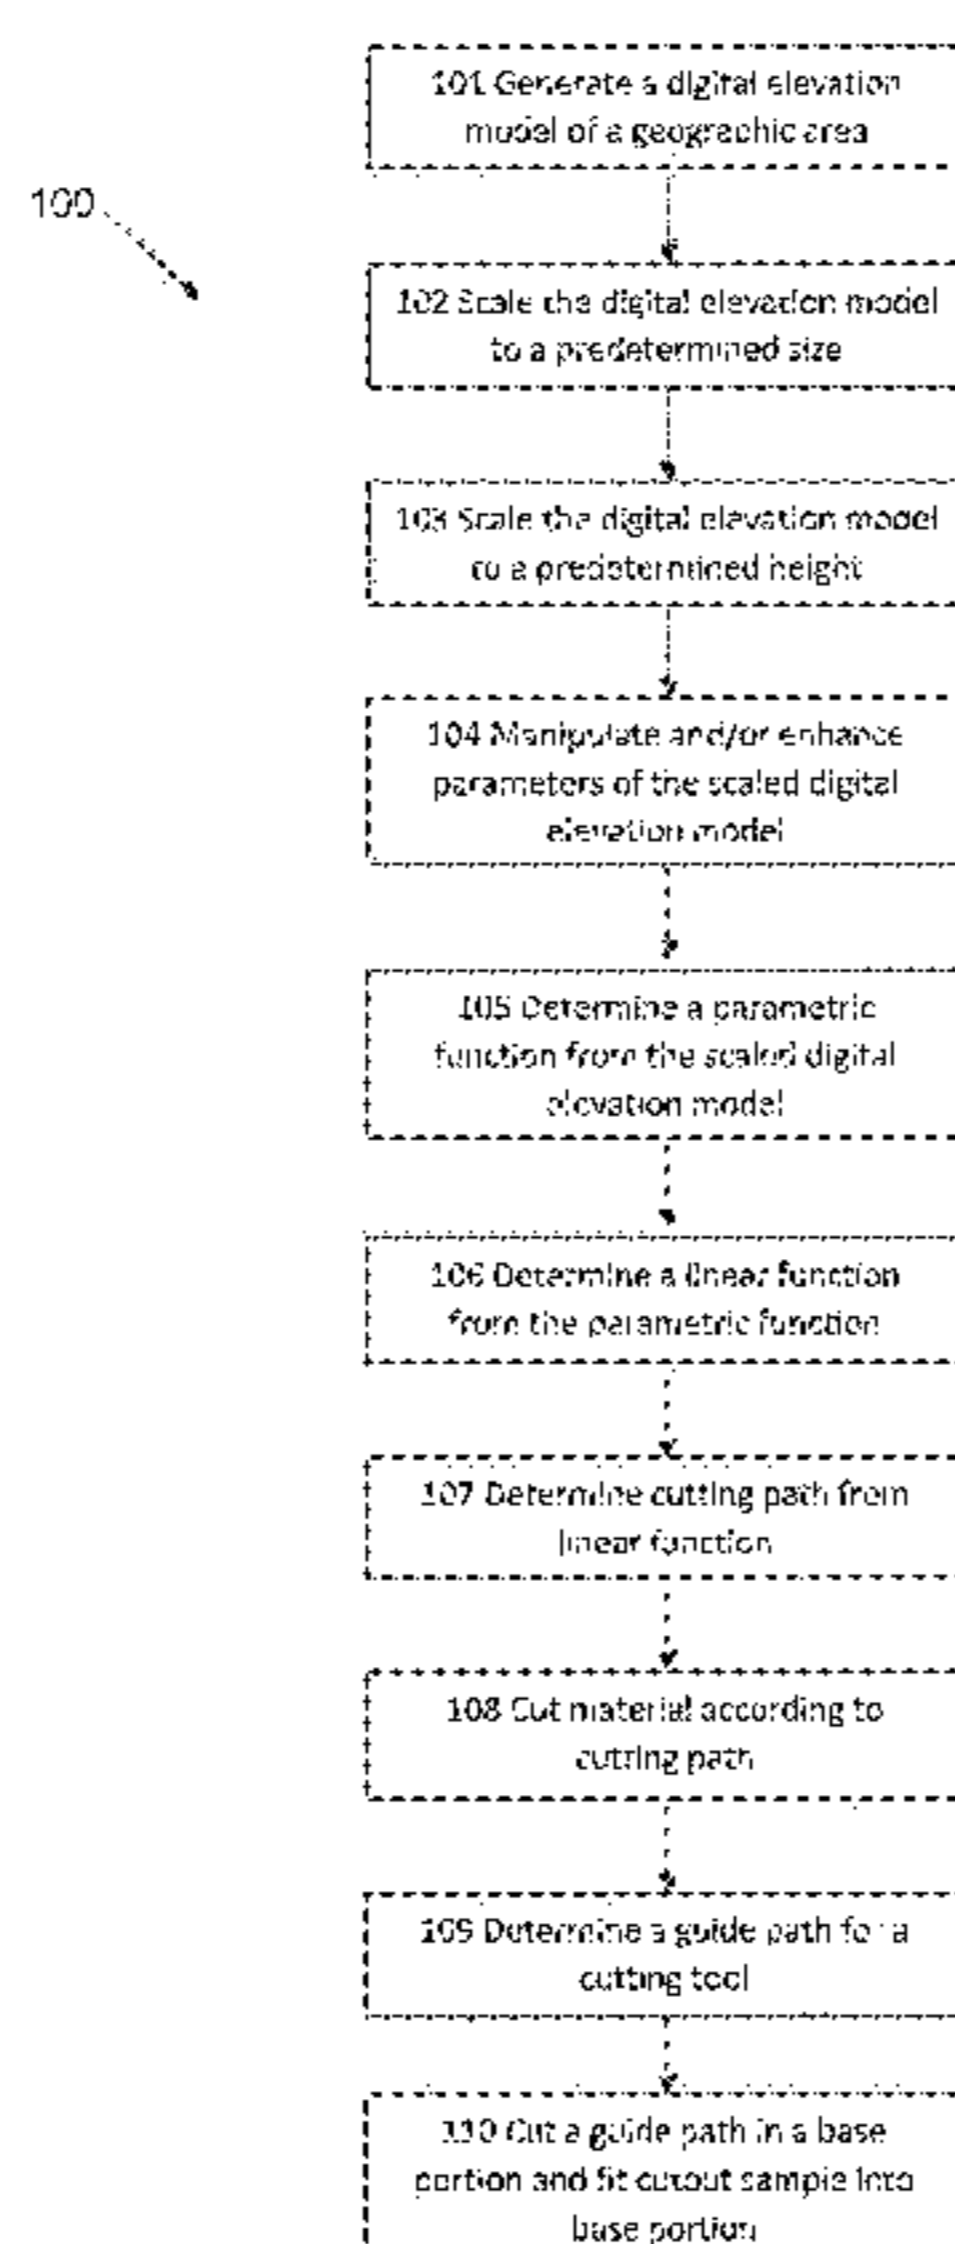 101 Generate a digital elevation
model of a geographic area
100
102 Scale the digital elevation model
to a predetermined size
103 Scale the digital elevation model
to a predetermined height
104 Manipulate and/or enhance
parameters of the scaled digital
elevation model
105 Determine a parametric
function from the scaled digital
elevation model
106 Determine a linear function
from the parametric function
107 Determine cutting path from
linear function
108 Cut material according to
cutting path
109 Determine a guide path for a
cutting tool
110 Cut a guide path in a base
portion and fit cutout sample into
base portion